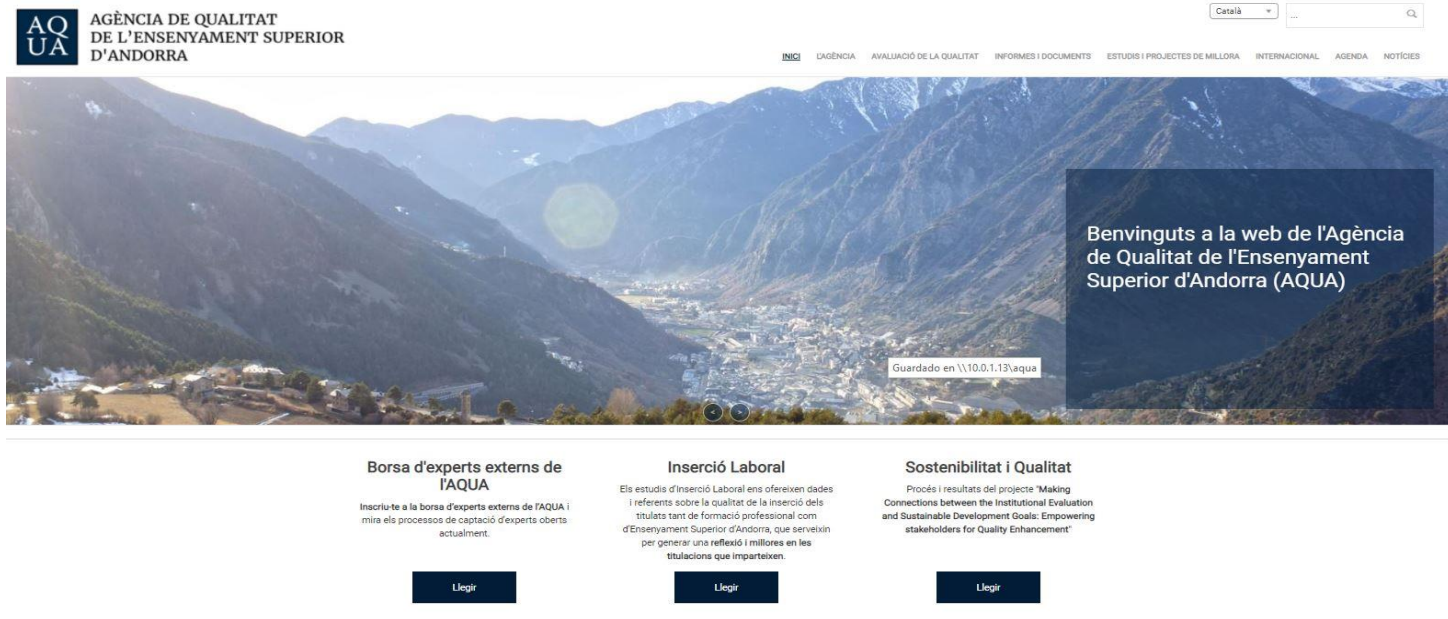 AQ
UA
AGÈNCIA DE QUALITAT
DE L'ENSENYAMENT SUPERIOR
D'ANDORRA
Català
...
INICI L'AGÈNCIA AVALUACIÓ DE LA QUALITAT INFORMES I DOCUMENTS ESTUDIS I PROJECTES DE MILLORA INTERNACIONAL AGENDA NOTÍCIES
Benvinguts a la web de l'Agència
de Qualitat de l'Ensenyament
Superior d'Andorra (AQUA)
Guardado en \\10.0.1.13\aqua
< >
Borsa d'experts externs de
l'AQUA
Inscriu-te a la borsa d'experts externs de l'AQUA i
mira els processos de captació d'experts oberts
actualment.
Llegir
Inserció Laboral
Els estudis d'Inserció Laboral ens ofereixen dades
i referents sobre la qualitat de la inserció dels
titulats tant de formació professional com
d'Ensenyament Superior d'Andorra, que serveixin
per generar una reflexió i millores en les
titulacions que imparteixen.
Llegir
Sostenibilitat i Qualitat
Procés i resultats del projecte "Making
Connections between the Institutional Evaluation
and Sustainable Development Goals: Empowering
stakeholders for Quality Enhancement"
Llegir